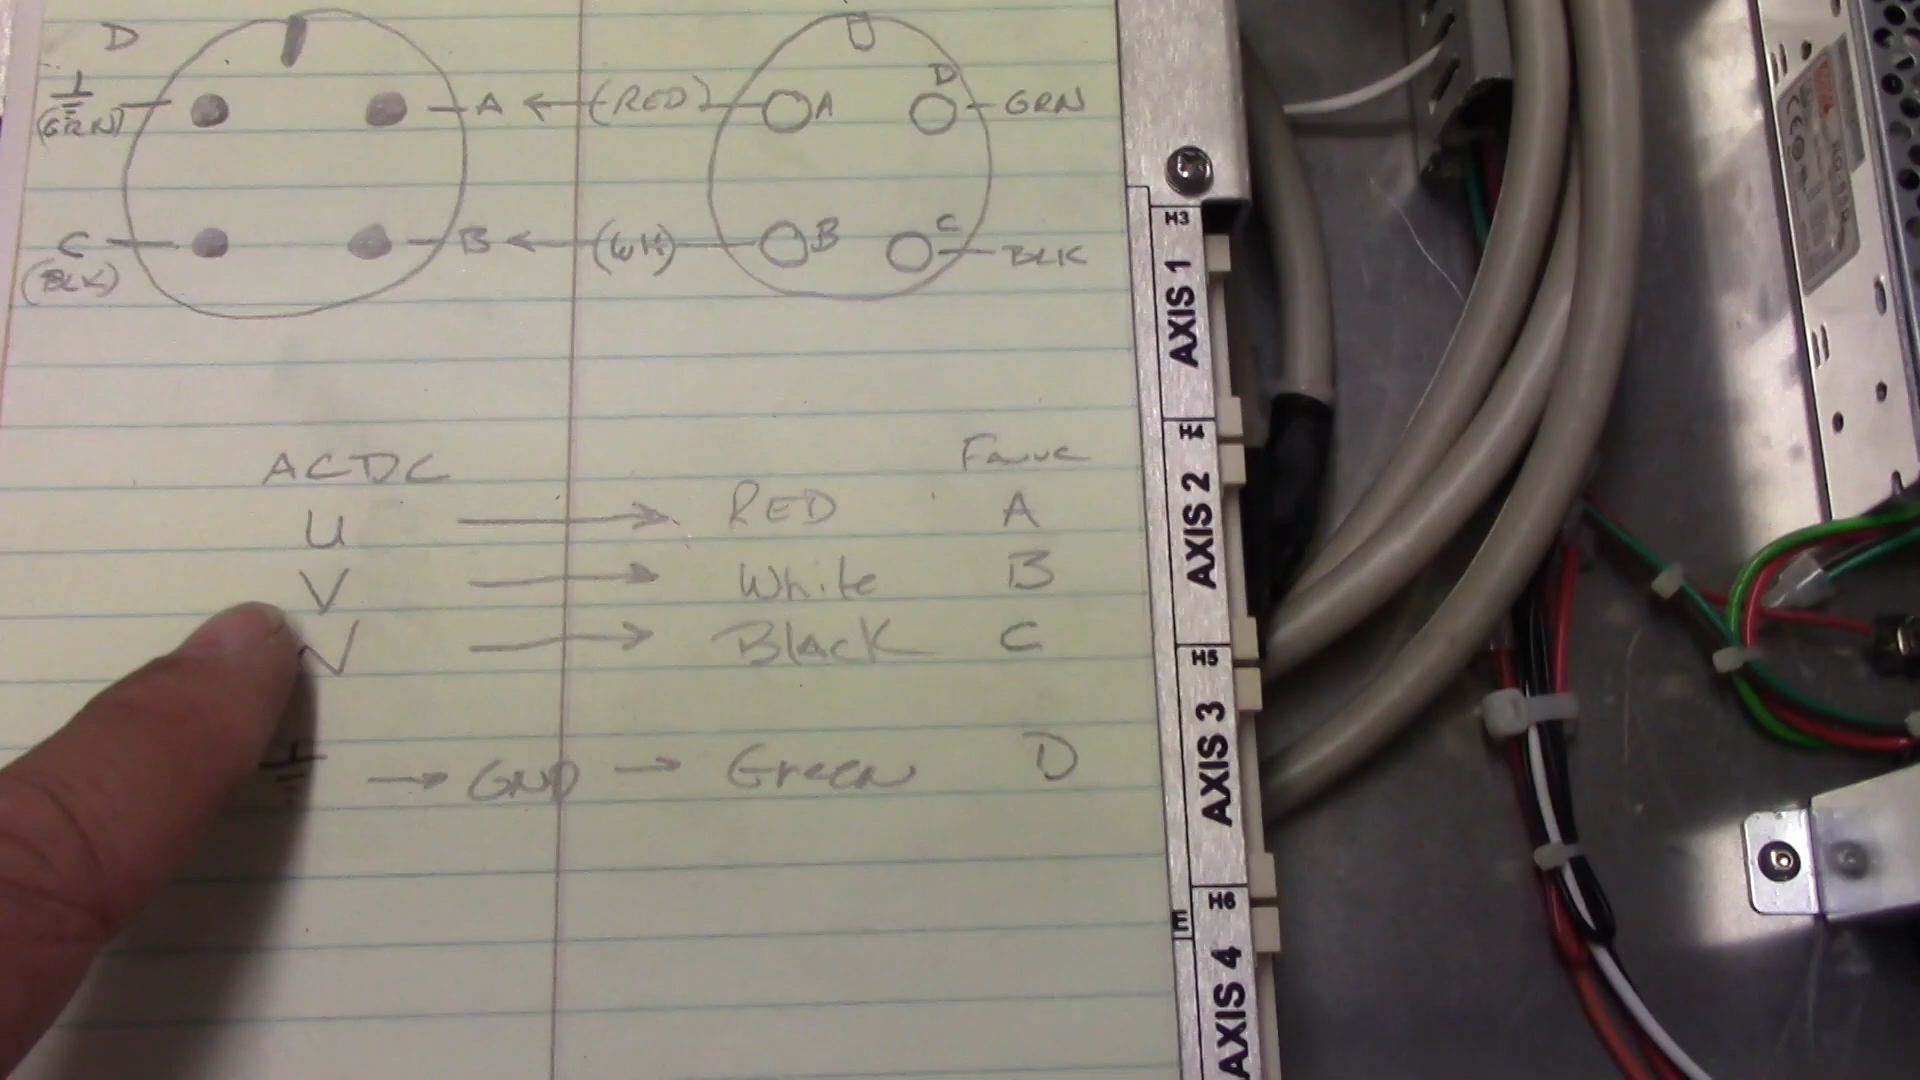 D
(GRN) A ← (RED) A D GRN
C B ← (WH) B C BLK
(BLK)
ACDC Fanuc
U → RED A
V → White B
Black C
→ GND → Green D
H3
AXIS 1
H4
AXIS 2
H5
AXIS 3
H6
E
AXIS 4